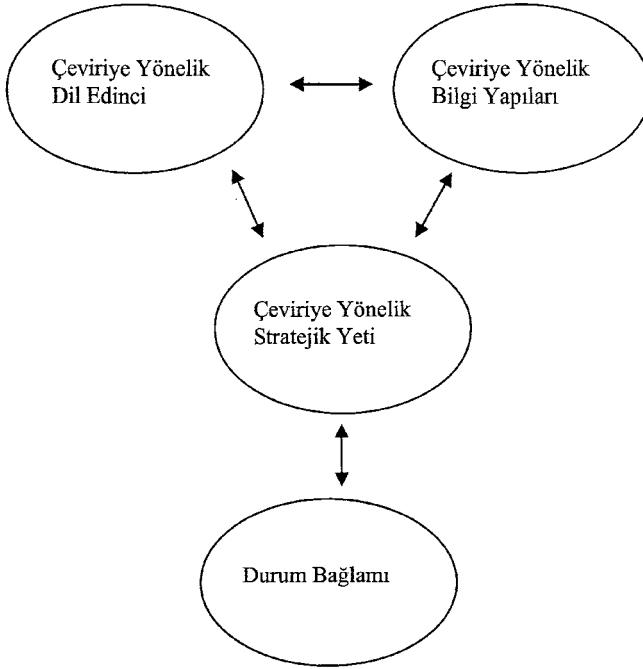 Çeviriye Yönelik
Dil Edinci
Çeviriye Yönelik
Bilgi Yapıları
Çeviriye Yönelik
Stratejik Yeti
Durum Bağlamı